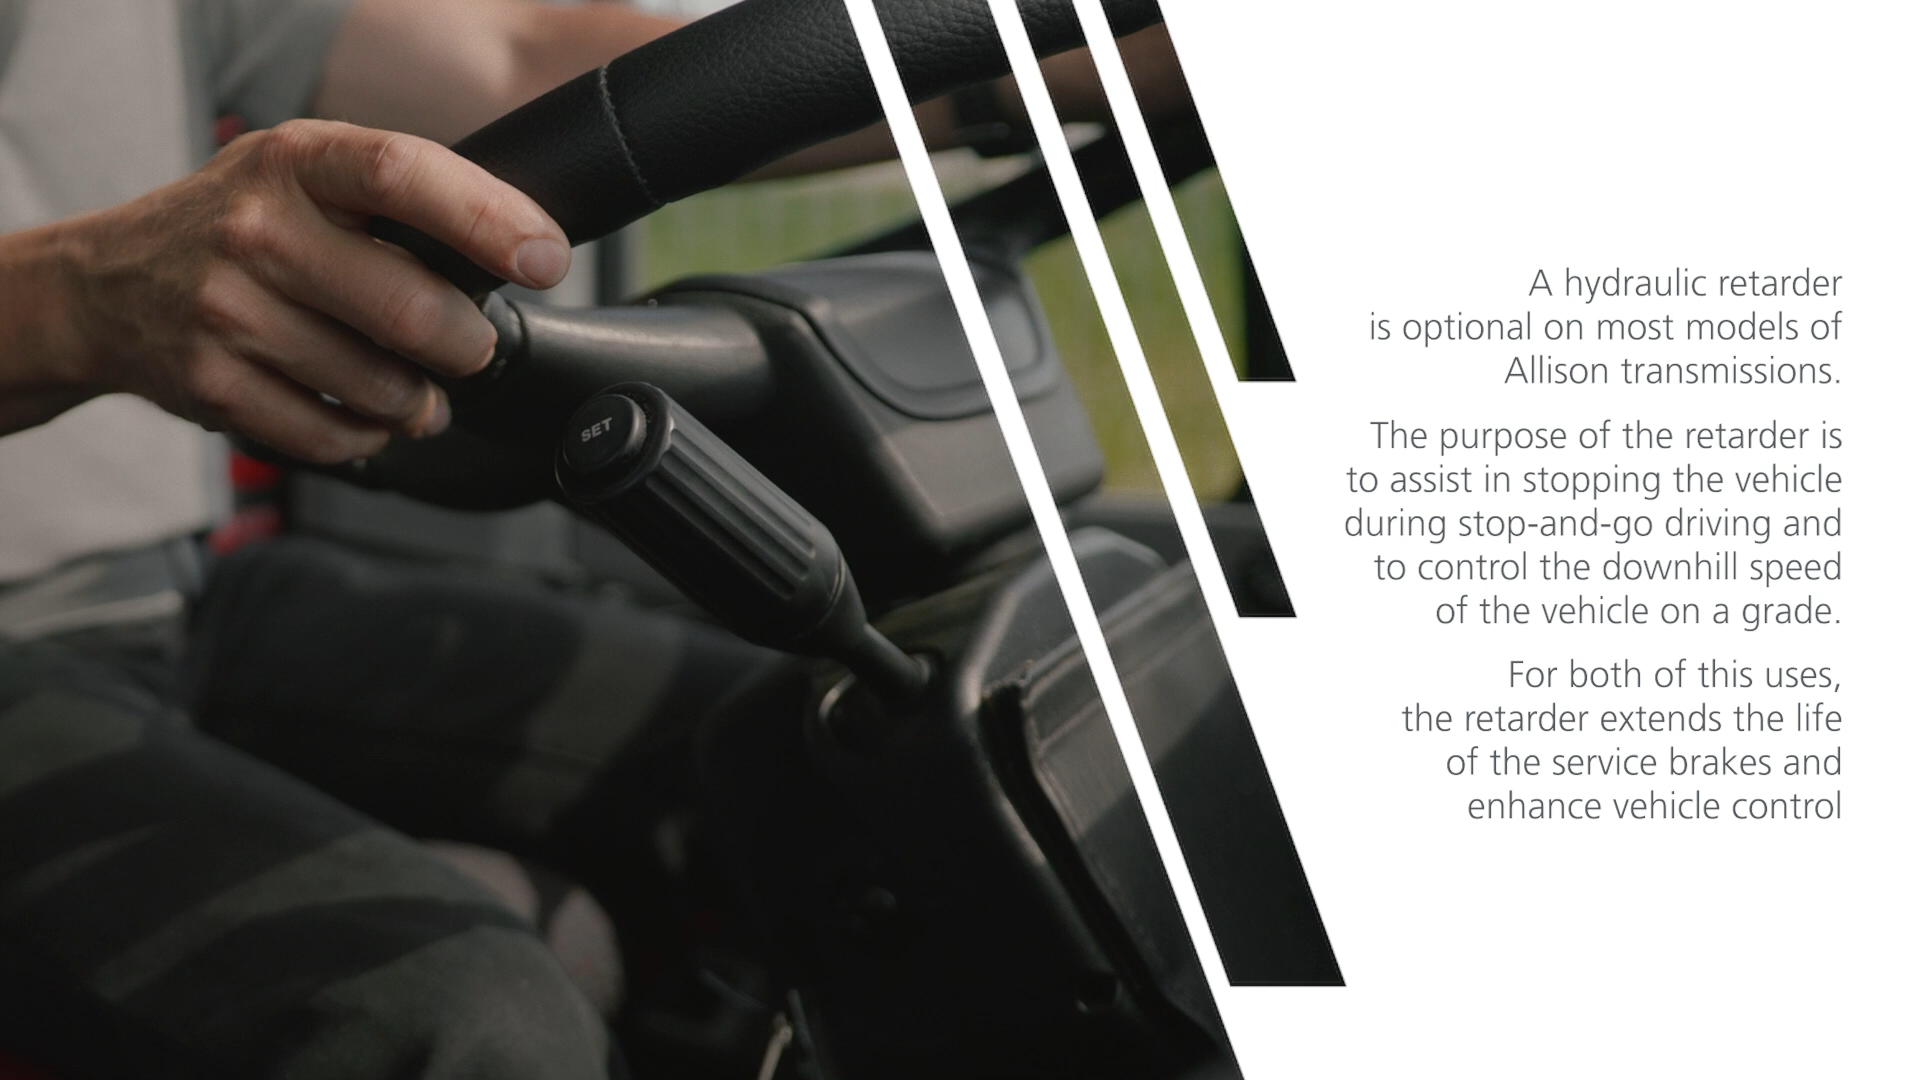 SET
A hydraulic retarder
is optional on most models of
Allison transmissions.
The purpose of the retarder is
to assist in stopping the vehicle
during stop-and-go driving and
to control the downhill speed
of the vehicle on a grade.
For both of this uses,
the retarder extends the life
of the service brakes and
enhance vehicle control